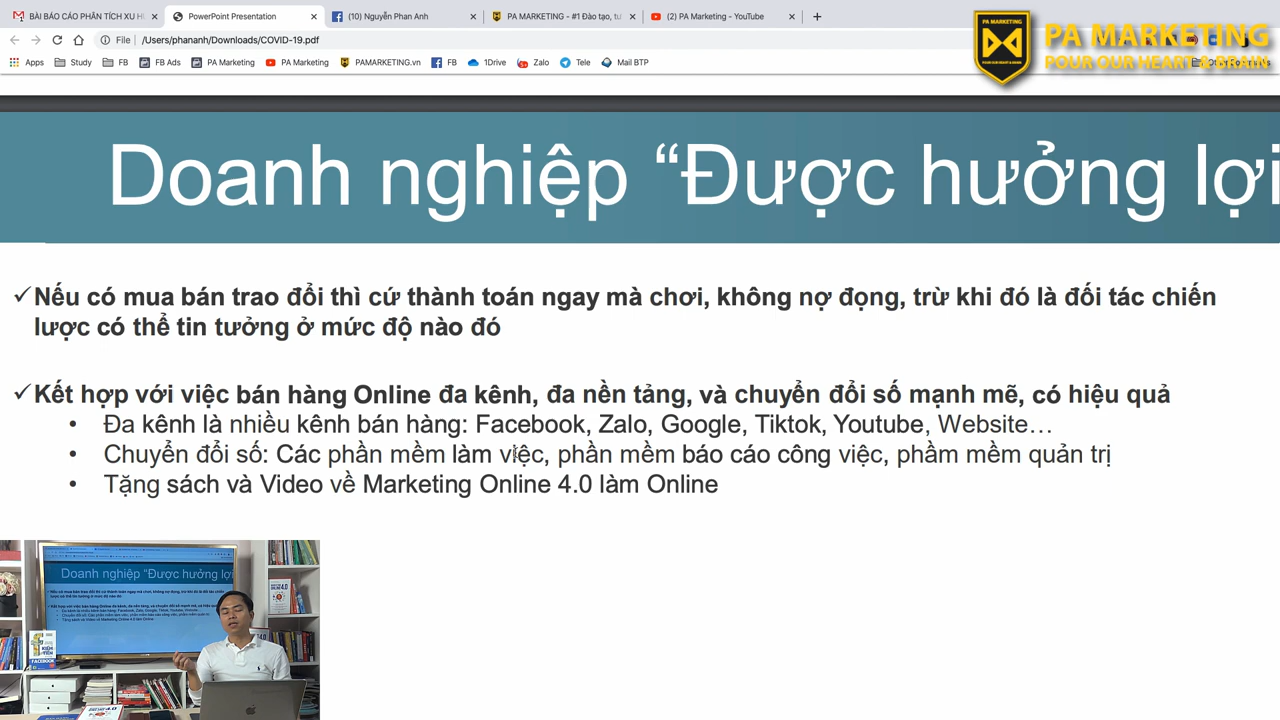 BÀI BÁO CÁO PHÂN TÍCH XU H
PowerPoint Presentation
(10) Nguyễn Phan Anh
PA MARKETING - #1 Đào tạo, tư
(2) PA Marketing - YouTube
File
/Users/phananh/Downloads/COVID-19.pdf
PA MARKETING
POUR OUR HEART & BRAIN
Apps
Study
FB
FB Ads
PA Marketing
PA Marketing
PAMARKETING.vn
FB
1Drive
Zalo
Tele
Mail BTP
Doanh nghiệp “Được hưởng lợi
✓Nếu có mua bán trao đổi thì cứ thành toán ngay mà chơi, không nợ đọng, trừ khi đó là đối tác chiến
lược có thể tin tưởng ở mức độ nào đó
✓Kết hợp với việc bán hàng Online đa kênh, đa nền tảng, và chuyển đổi số mạnh mẽ, có hiệu quả
• Đa kênh là nhiều kênh bán hàng: Facebook, Zalo, Google, Tiktok, Youtube, Website…
• Chuyển đổi số: Các phần mềm làm việc, phần mềm báo cáo công việc, phầm mềm quản trị
• Tặng sách và Video về Marketing Online 4.0 làm Online
Doanh nghiệp “Được hưởng lợi